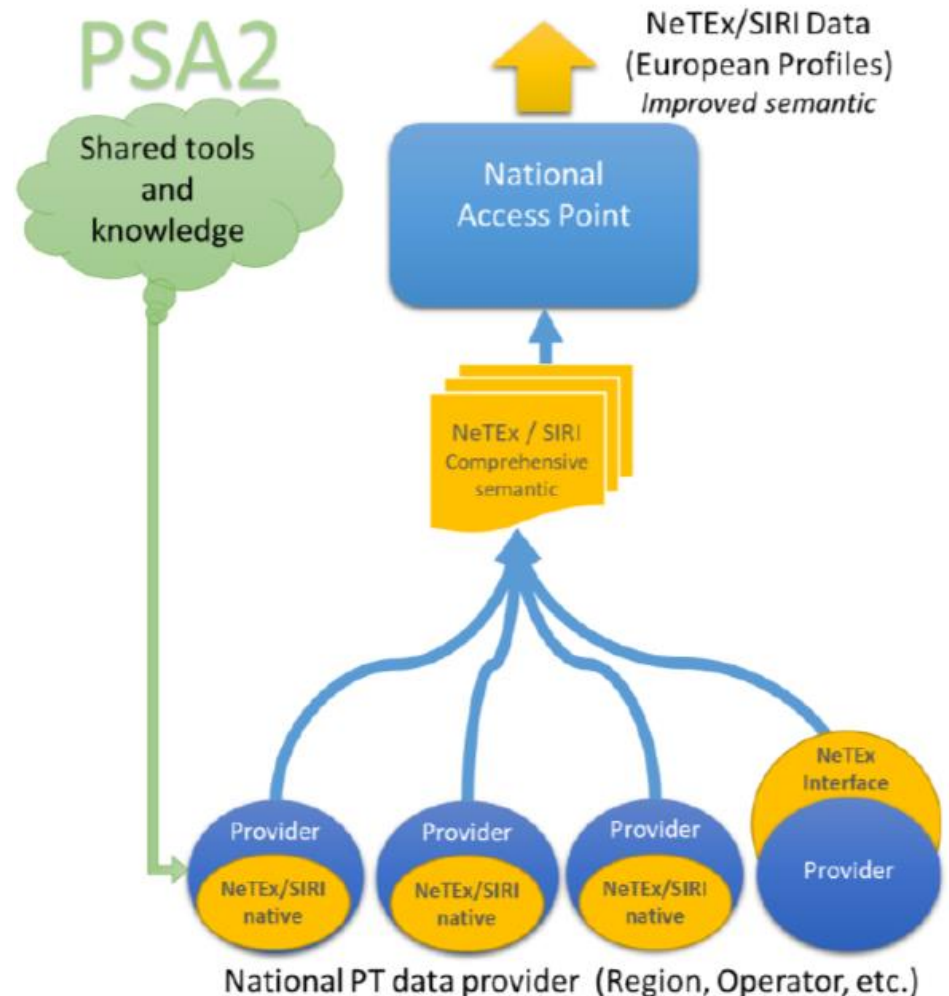 PSA2
Shared tools
and
knowledge
NeTEx/SIRI Data
(European Profiles)
Improved semantic
National
Access Point
NeTEx / SIRI
Comprehensive
semantic
NeTEx
Interface
Provider
Provider
Provider
Provider
NeTEx/SIRI
native
NeTEx/SIRI
native
NeTEx/SIRI
native
National PT data provider (Region, Operator, etc.)